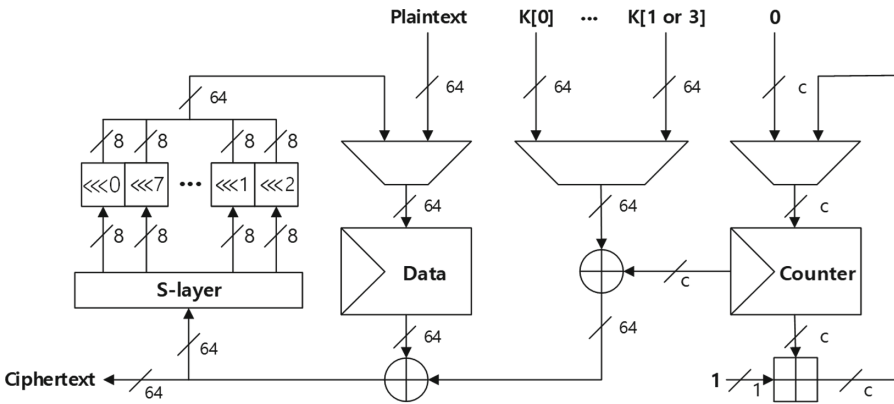 Plaintext K[0] ... K[1 or 3] 0
64 64 64 64 c
8 8 8 8
<<<0 <<<7 ... <<<1 <<<2
64 64 c
8 8 8 8
Data Counter
c
S-layer
64 64 64 c
Ciphertext 64 1 1 c